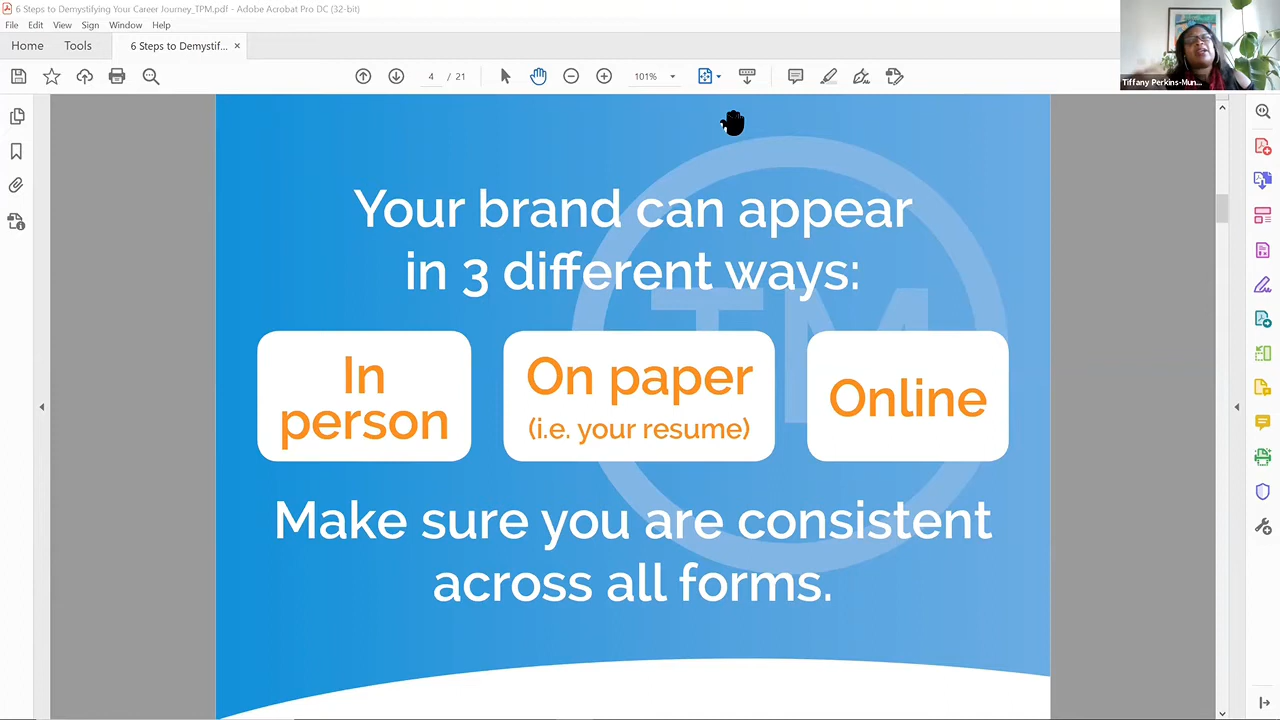 6 Steps to Demystifying Your Career Journey_TPM.pdf - Adobe Acrobat Pro DC (32-bit)
File Edit View Sign Window Help
Home Tools 6 Steps to Demystif... ×
4 / 21 101%
Tiffany Perkins-Mun...
Your brand can appear
in 3 different ways:
In
person
On paper
(i.e. your resume)
Online
TM
Make sure you are consistent
across all forms.